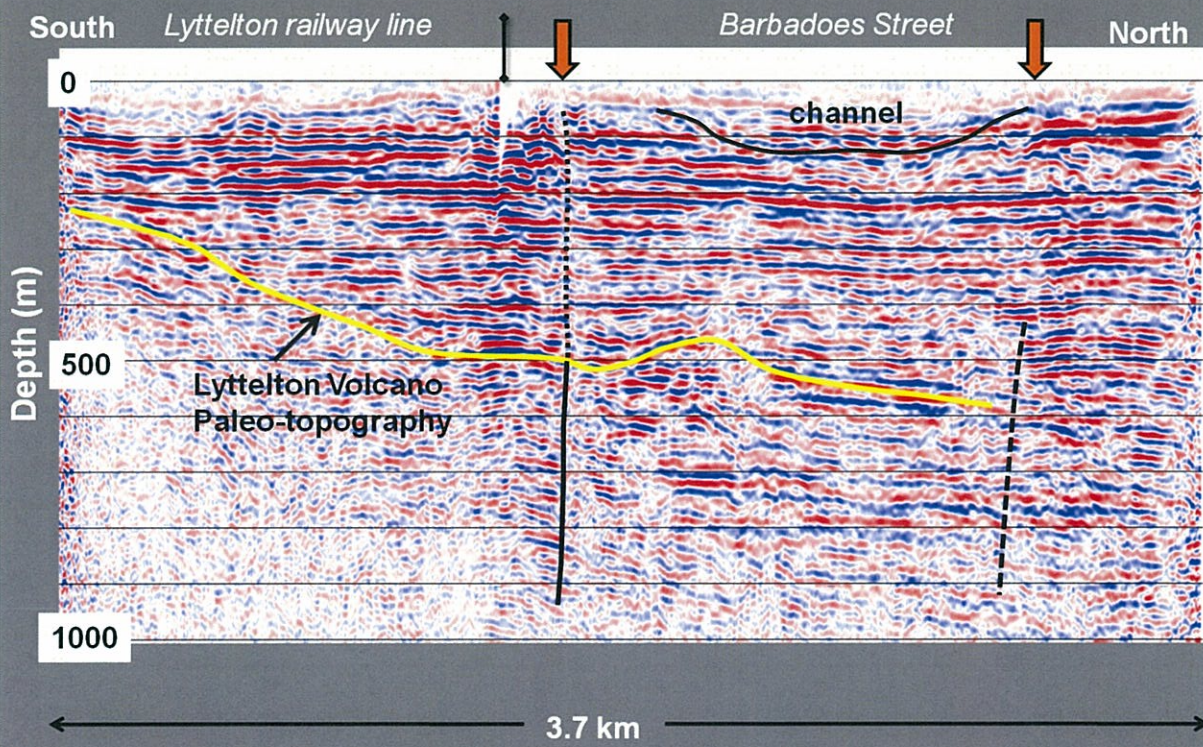 South Lyttelton railway line Barbadoes Street North
0
channel
Depth (m)
500
Lyttelton Volcano
Paleo-topography
1000
3.7 km